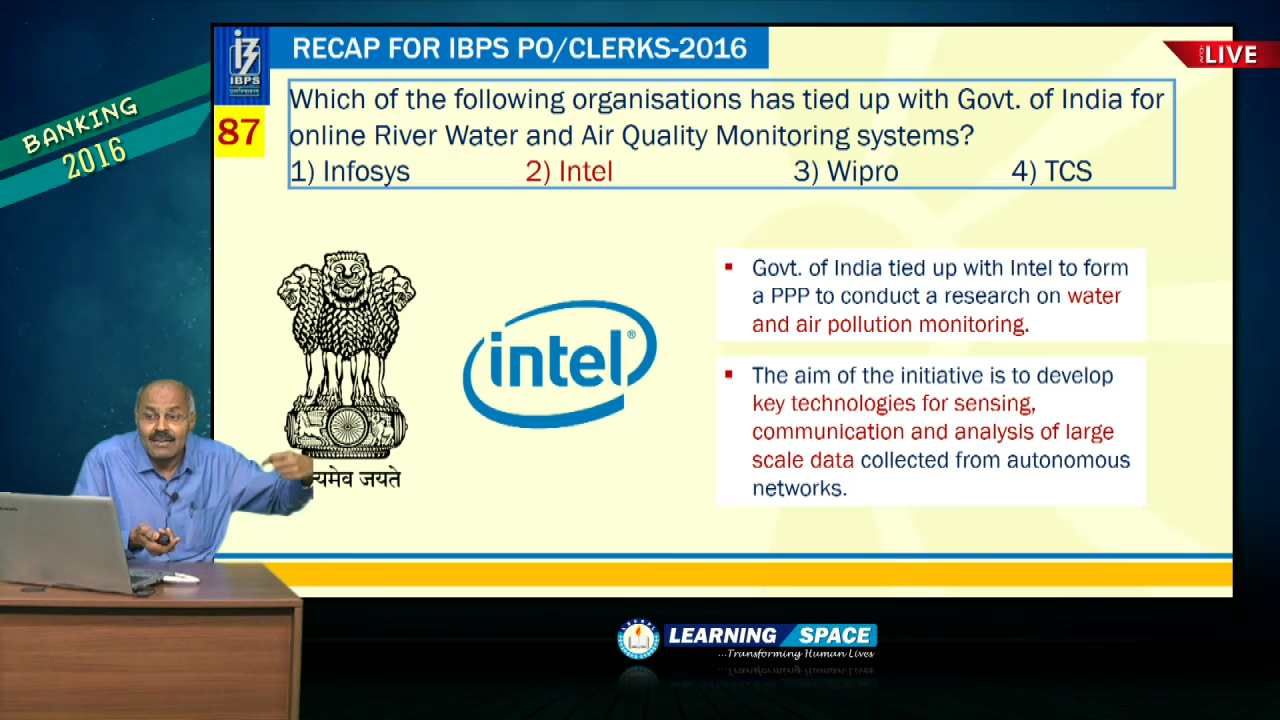 RECAP FOR IBPS PO/CLERKS-2016
LIVE
IBPS
BANKING
2016
87
Which of the following organisations has tied up with Govt. of India for
online River Water and Air Quality Monitoring systems?
1) Infosys 2) Intel 3) Wipro 4) TCS
▪ Govt. of India tied up with Intel to form
a PPP to conduct a research on water
and air pollution monitoring.
intel®
▪ The aim of the initiative is to develop
key technologies for sensing,
communication and analysis of large
scale data collected from autonomous
networks.
जयते
LEARNING SPACE
...Transforming Human Lives